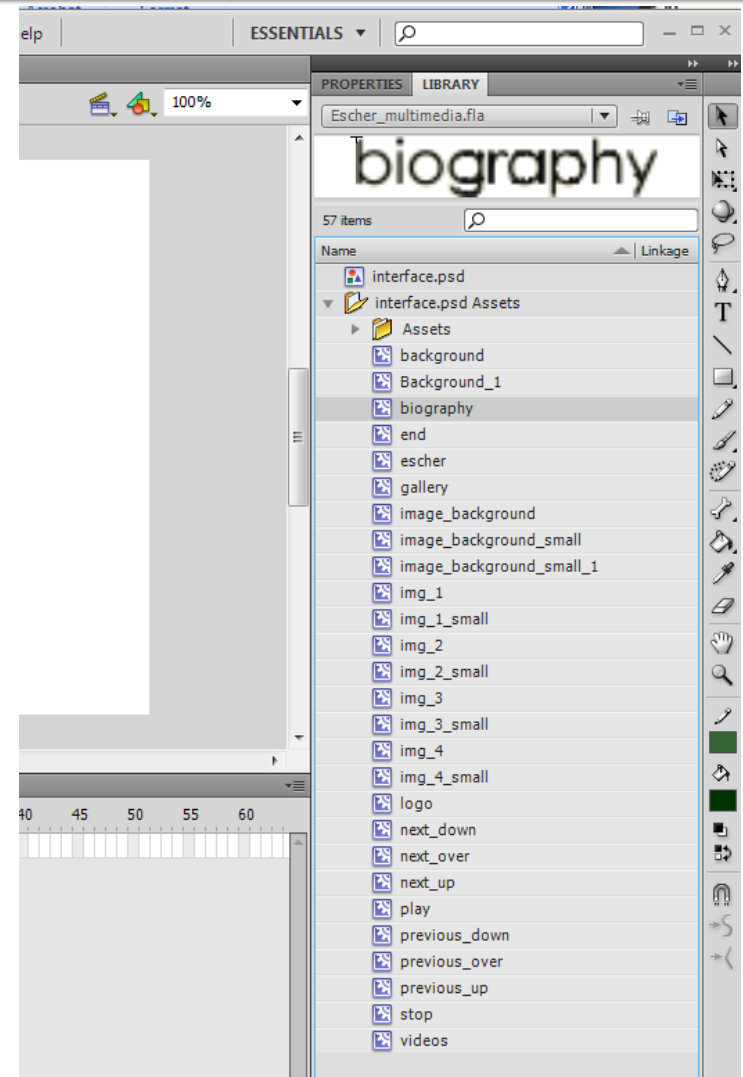 elp
ESSENTIALS
PROPERTIES LIBRARY
100%
Escher_multimedia.fla
biography
57 items
Name Linkage
interface.psd
interface.psd Assets
Assets
background
Background_1
biography
end
escher
gallery
image_background
image_background_small
image_background_small_1
img_1
img_1_small
img_2
img_2_small
img_3
img_3_small
img_4
img_4_small
logo
next_down
next_over
next_up
play
previous_down
previous_over
previous_up
stop
videos
40 45 50 55 60
T